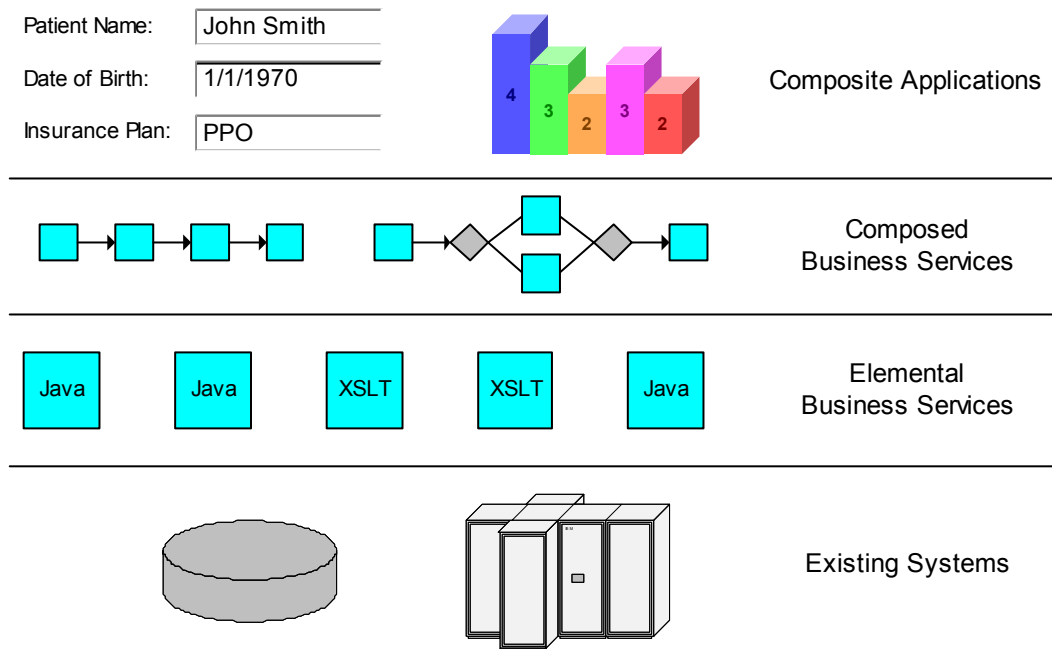 Patient Name: John Smith
Date of Birth: 1/1/1970
Insurance Plan: PPO
4 3 2 3 2
Composite Applications
Composed
Business Services
Java Java XSLT XSLT Java
Elemental
Business Services
Existing Systems